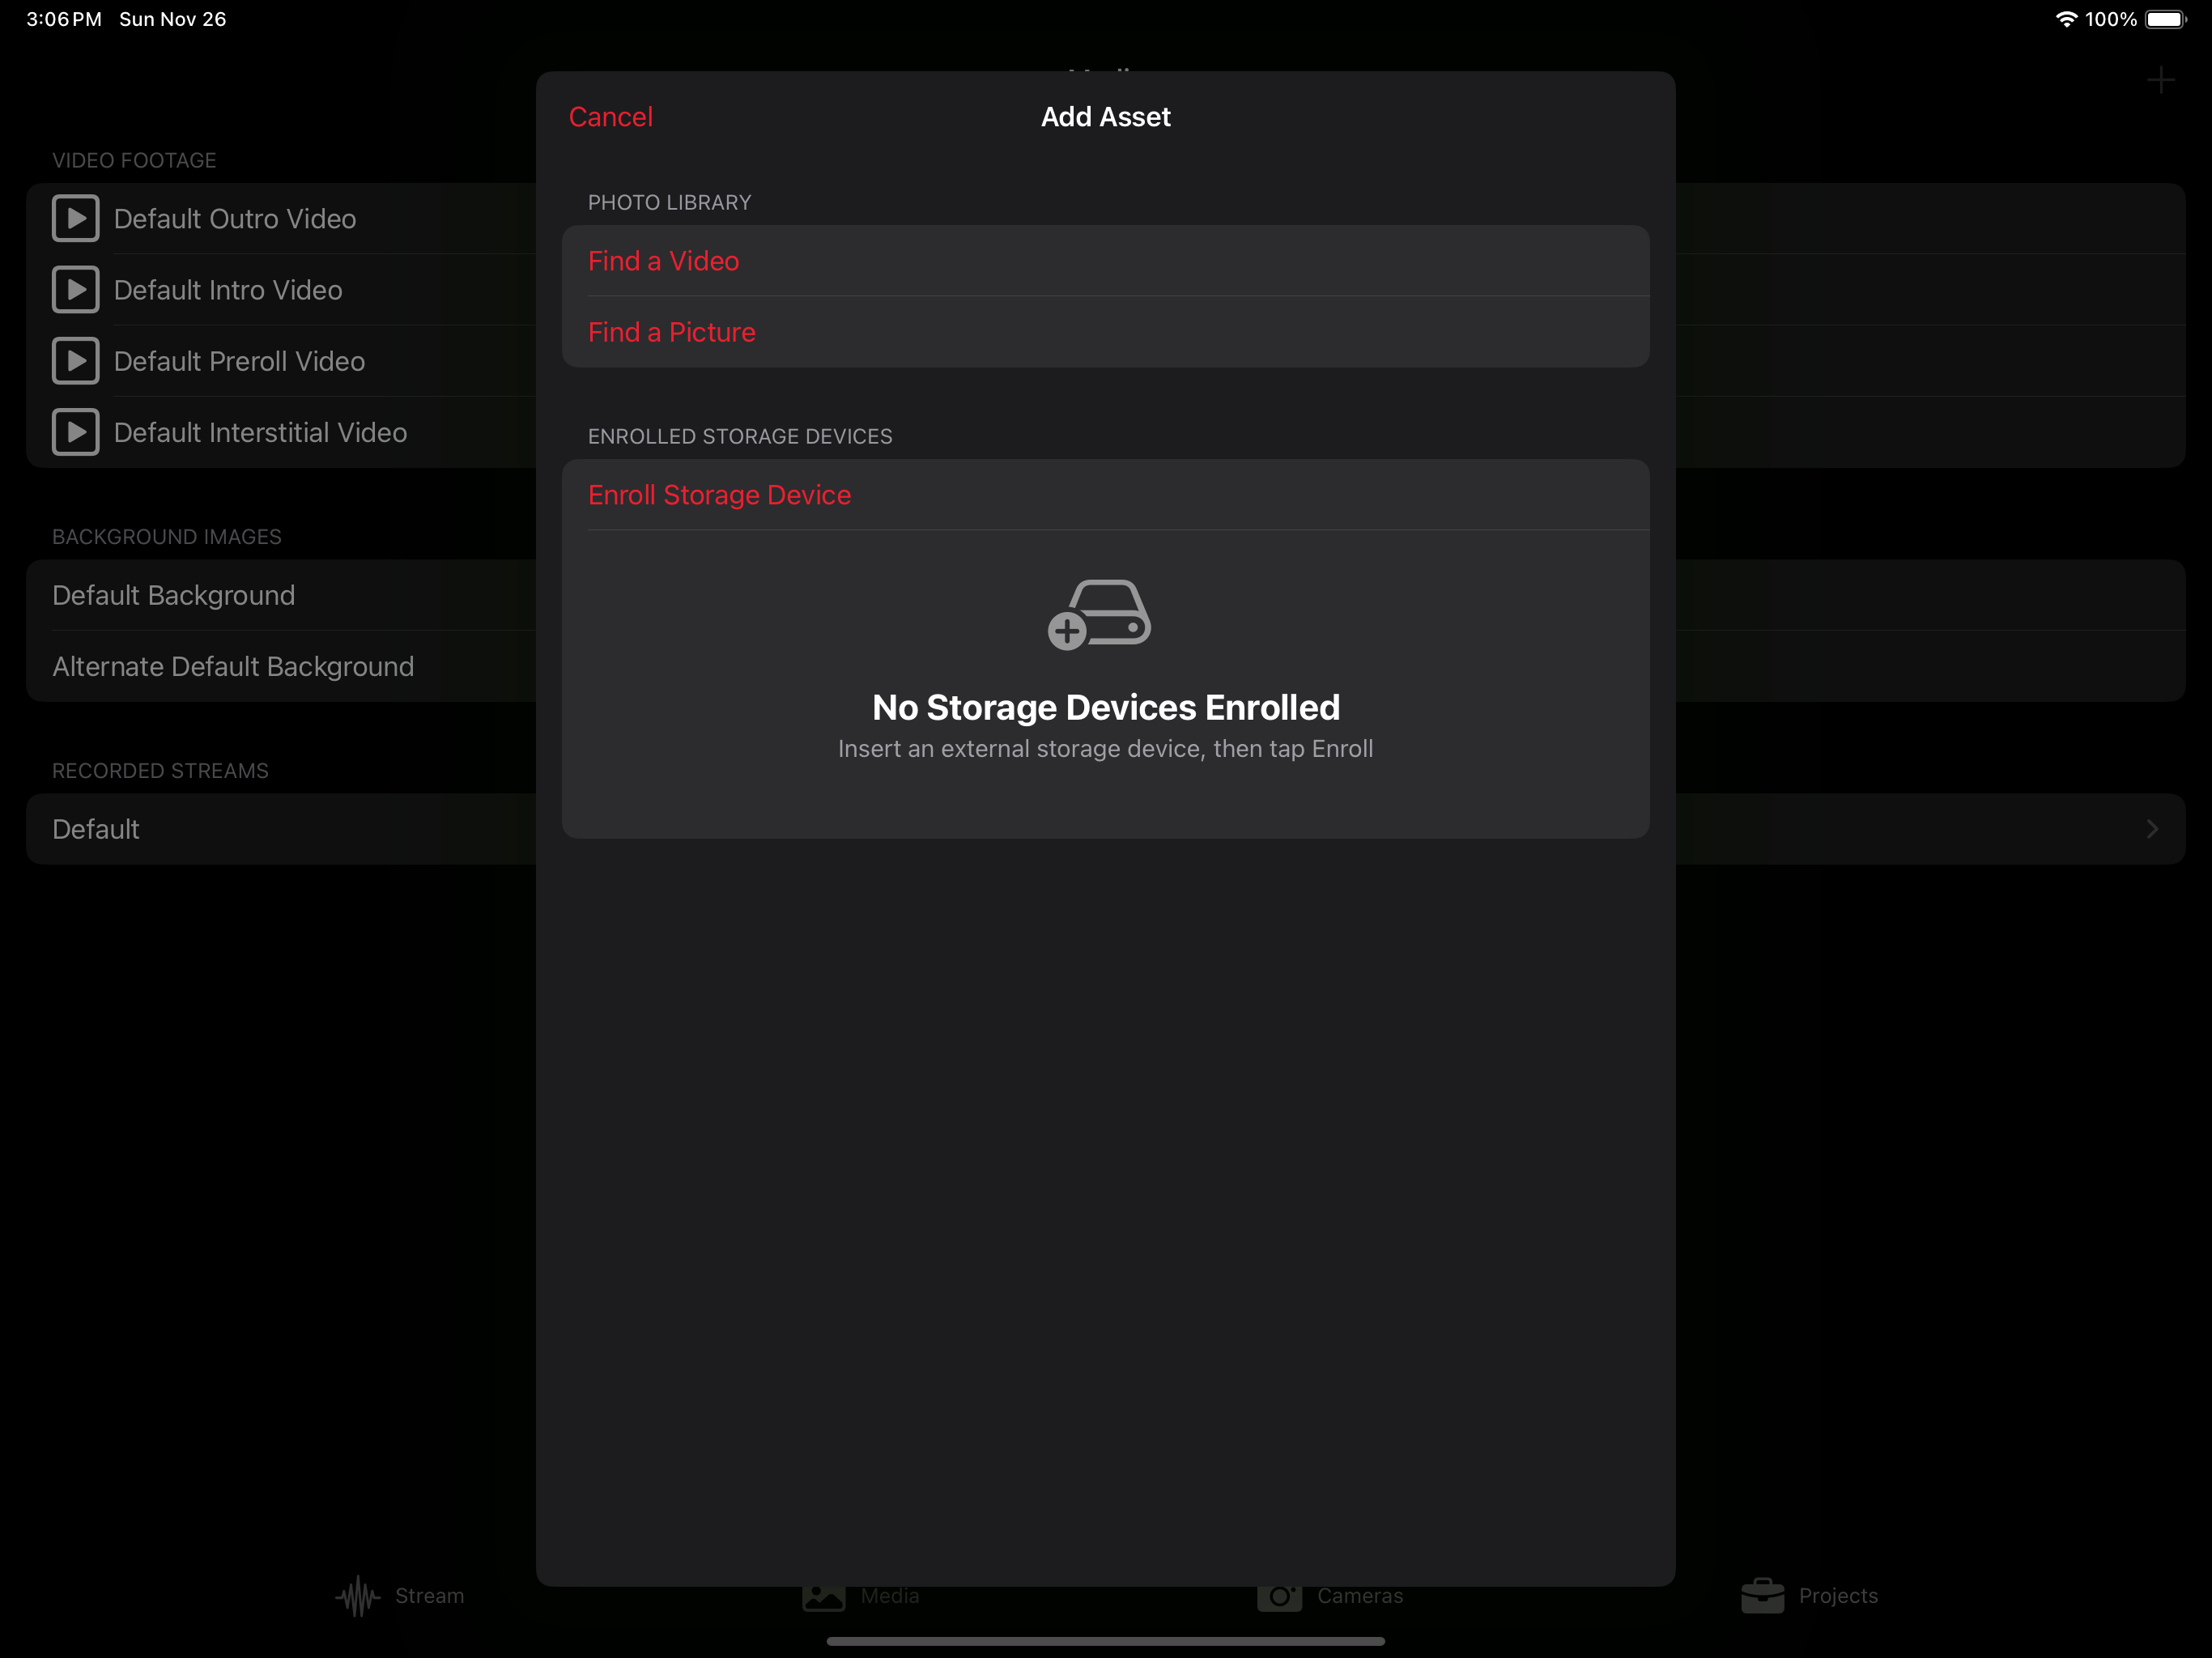 3:06 PM Sun Nov 26
100%
Cancel
Add Asset
VIDEO FOOTAGE
Default Outro Video
Default Intro Video
Default Preroll Video
Default Interstitial Video
BACKGROUND IMAGES
Default Background
Alternate Default Background
RECORDED STREAMS
Default
PHOTO LIBRARY
Find a Video
Find a Picture
ENROLLED STORAGE DEVICES
Enroll Storage Device
No Storage Devices Enrolled
Insert an external storage device, then tap Enroll
Stream
Media
Cameras
Projects